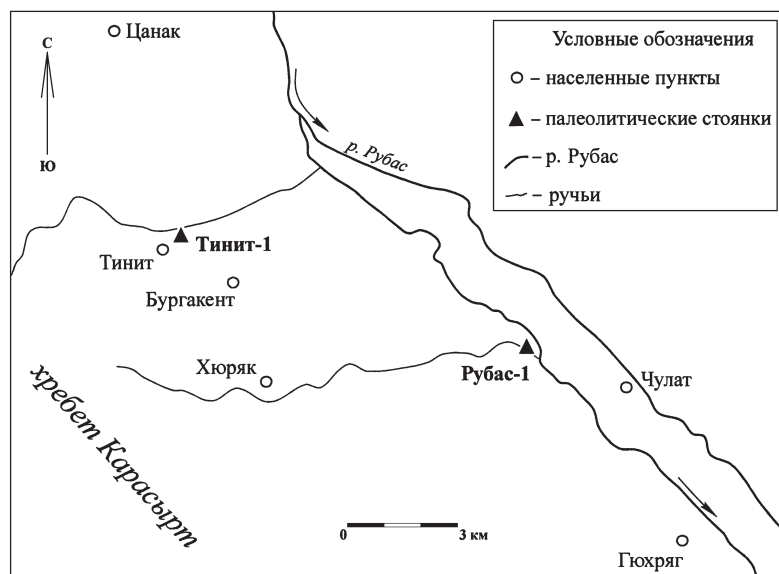 Цанак
С
Ю
Условные обозначения
– населенные пункты
– палеолитические стоянки
– р. Рубас
– ручьи
р. Рубас
Тинит-1
Тинит
Бургакент
Хюряк
Рубас-1
Чулат
хребет Карасырт
0 3 км
Гюхряг